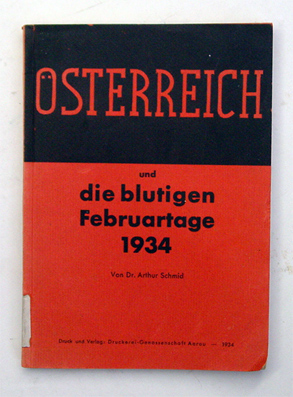 ÖSTERREICH
und
die blutigen
Februartage
1934
Von Dr. Arthur Schmid
Druck und Verlag: Druckerei-Genossenschaft Aarau — 1934